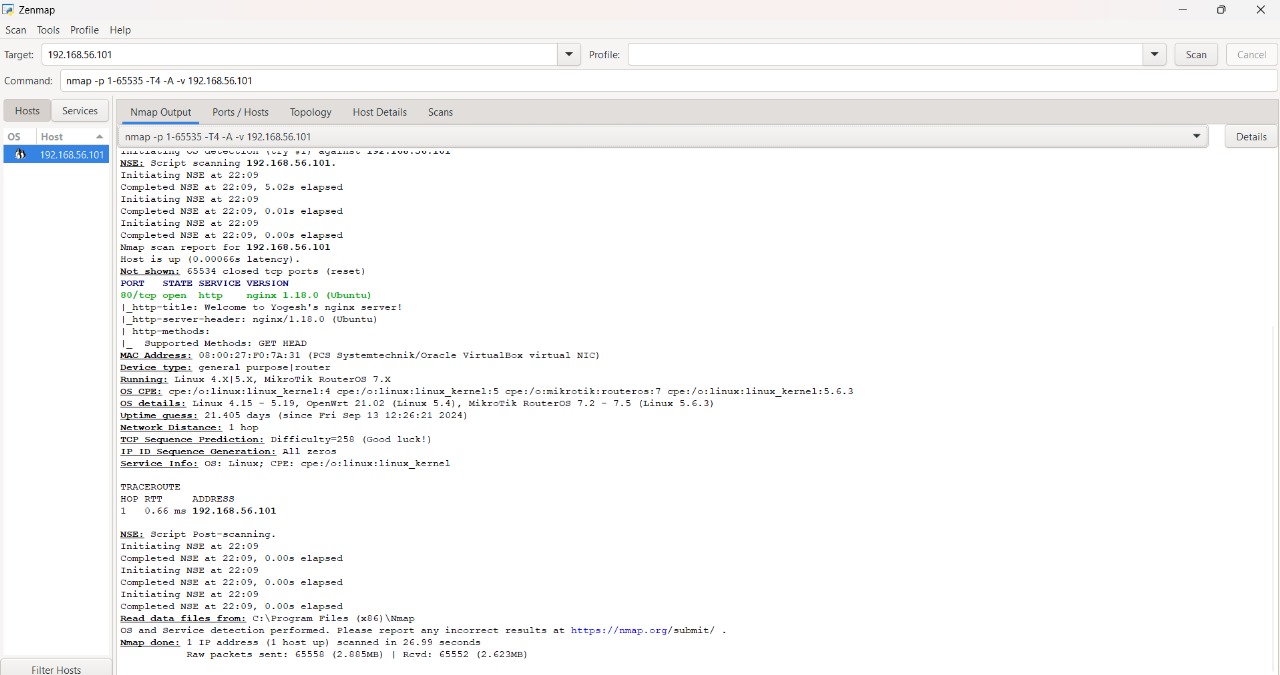 Zenmap
Scan Tools Profile Help
Target: 192.168.56.101 Profile: Scan Cancel
Command: nmap -p 1-65535 -T4 -A -v 192.168.56.101
Hosts Services Nmap Output Ports / Hosts Topology Host Details Scans
OS Host nmap -p 1-65535 -T4 -A -v 192.168.56.101 Details
192.168.56.101
Initiating OS detection (try #1) against 192.168.56.101
NSE: Script scanning 192.168.56.101.
Initiating NSE at 22:09
Completed NSE at 22:09, 5.02s elapsed
Initiating NSE at 22:09
Completed NSE at 22:09, 0.01s elapsed
Initiating NSE at 22:09
Completed NSE at 22:09, 0.00s elapsed
Nmap scan report for 192.168.56.101
Host is up (0.00066s latency).
Not shown: 65534 closed tcp ports (reset)
PORT STATE SERVICE VERSION
80/tcp open http nginx 1.18.0 (Ubuntu)
|_http-title: Welcome to Yogesh's nginx server!
|_http-server-header: nginx/1.18.0 (Ubuntu)
| http-methods:
|_ Supported Methods: GET HEAD
MAC Address: 08:00:27:F0:7A:31 (PCS Systemtechnik/Oracle VirtualBox virtual NIC)
Device type: general purpose|router
Running: Linux 4.X|5.X, MikroTik RouterOS 7.X
OS CPE: cpe:/o:linux:linux_kernel:4 cpe:/o:linux:linux_kernel:5 cpe:/o:mikrotik:routeros:7 cpe:/o:linux:linux_kernel:5.6.3
OS details: Linux 4.15 - 5.19, OpenWrt 21.02 (Linux 5.4), MikroTik RouterOS 7.2 - 7.5 (Linux 5.6.3)
Uptime guess: 21.405 days (since Fri Sep 13 12:26:21 2024)
Network Distance: 1 hop
TCP Sequence Prediction: Difficulty=258 (Good luck!)
IP ID Sequence Generation: All zeros
Service Info: OS: Linux; CPE: cpe:/o:linux:linux_kernel
TRACEROUTE
HOP RTT ADDRESS
1 0.66 ms 192.168.56.101
NSE: Script Post-scanning.
Initiating NSE at 22:09
Completed NSE at 22:09, 0.00s elapsed
Initiating NSE at 22:09
Completed NSE at 22:09, 0.00s elapsed
Initiating NSE at 22:09
Completed NSE at 22:09, 0.00s elapsed
Read data files from: C:\Program Files (x86)\Nmap
OS and Service detection performed. Please report any incorrect results at https://nmap.org/submit/ .
Nmap done: 1 IP address (1 host up) scanned in 26.99 seconds
Raw packets sent: 65558 (2.885MB) | Rcvd: 65552 (2.623MB)
Filter Hosts